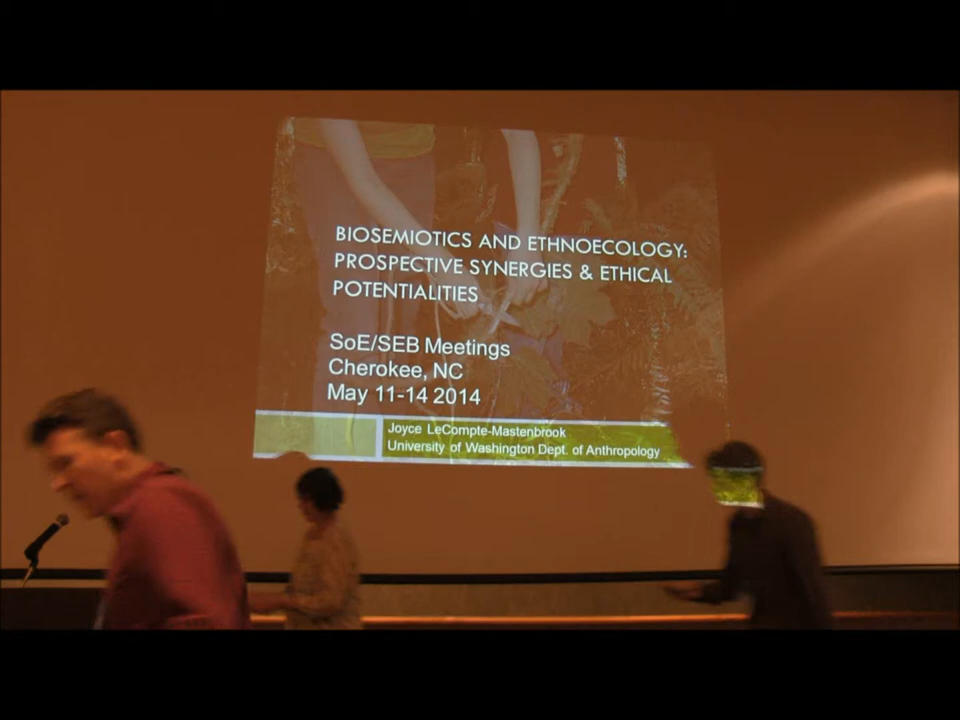 BIOSEMIOTICS AND ETHNOECOLOGY:
PROSPECTIVE SYNERGIES & ETHICAL
POTENTIALITIES
SoE/SEB Meetings
Cherokee, NC
May 11-14 2014
Joyce LeCompte-Mastenbrook
University of Washington Dept. of Anthropology